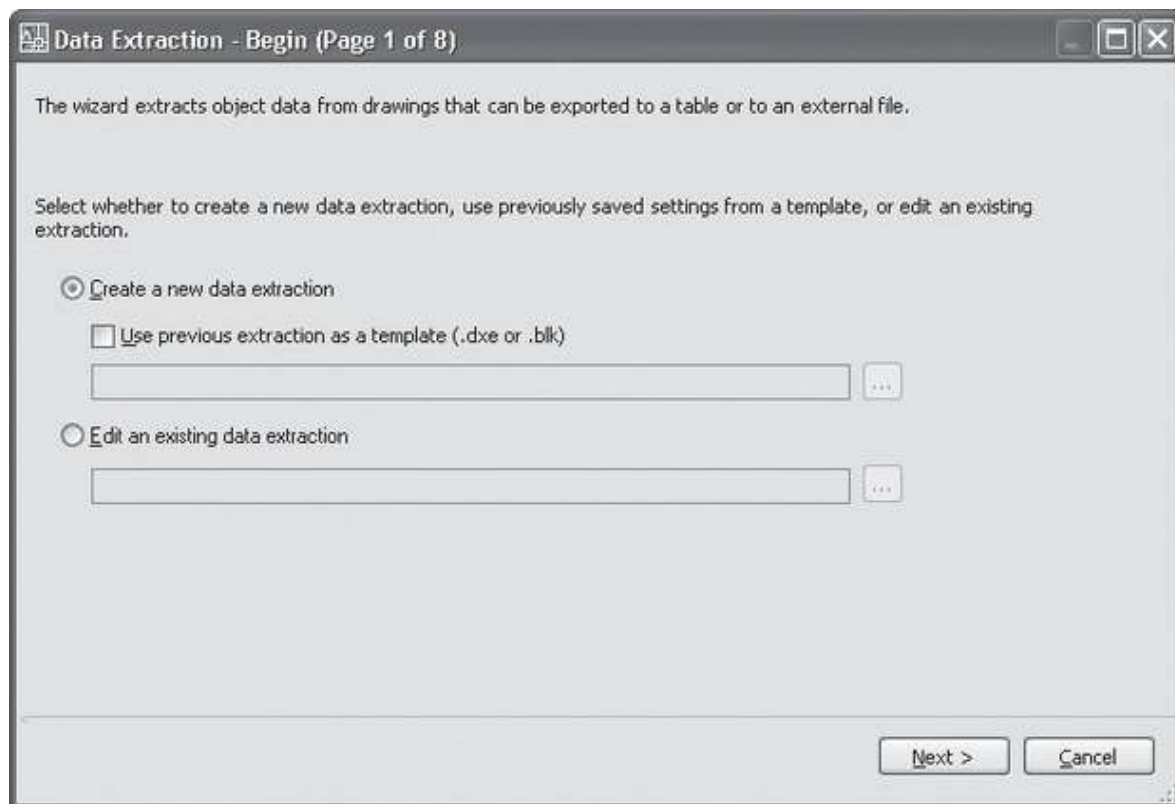 Data Extraction - Begin (Page 1 of 8)
The wizard extracts object data from drawings that can be exported to a table or to an external file.
Select whether to create a new data extraction, use previously saved settings from a template, or edit an existing
extraction.
Create a new data extraction
Use previous extraction as a template (.dxe or .blk)
...
Edit an existing data extraction
...
Next > Cancel